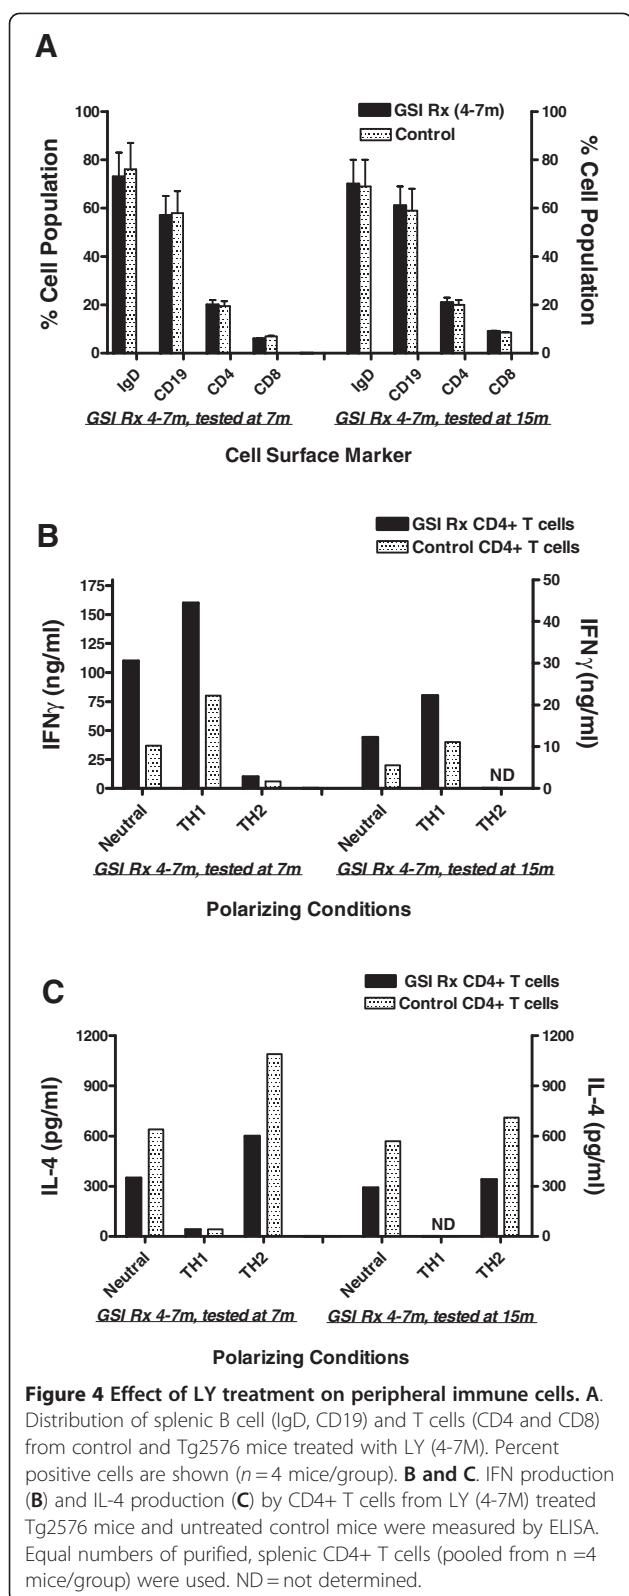 A
GSI Rx (4-7m)
Control
% Cell Population
100
80
60
40
20
0
100
80
60
40
20
0
% Cell Population
IgD CD19 CD4 CD8 IgD CD19 CD4 CD8
GSI Rx 4-7m, tested at 7m GSI Rx 4-7m, tested at 15m
Cell Surface Marker
B
GSI Rx CD4+ T cells
Control CD4+ T cells
IFNγ (ng/ml)
175
150
125
100
75
50
25
0
50
40
30
20
10
0
IFNγ (ng/ml)
ND
Neutral TH1 TH2 Neutral TH1 TH2
GSI Rx 4-7m, tested at 7m GSI Rx 4-7m, tested at 15m
Polarizing Conditions
C
GSI Rx CD4+ T cells
Control CD4+ T cells
IL-4 (pg/ml)
1200
900
600
300
0
1200
900
600
300
0
IL-4 (pg/ml)
ND
Neutral TH1 TH2 Neutral TH1 TH2
GSI Rx 4-7m, tested at 7m GSI Rx 4-7m, tested at 15m
Polarizing Conditions
Figure 4 Effect of LY treatment on peripheral immune cells. A.
Distribution of splenic B cell (IgD, CD19) and T cells (CD4 and CD8)
from control and Tg2576 mice treated with LY (4-7M). Percent
positive cells are shown (n = 4 mice/group). B and C. IFN production
(B) and IL-4 production (C) by CD4+ T cells from LY (4-7M) treated
Tg2576 mice and untreated control mice were measured by ELISA.
Equal numbers of purified, splenic CD4+ T cells (pooled from n =4
mice/group) were used. ND = not determined.